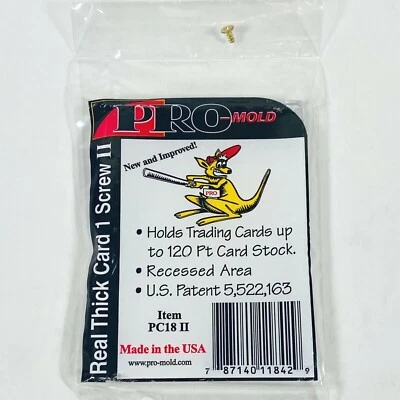 PRO-MOLD®
Real Thick Card 1 Screw II
New and Improved!
PRO
• Holds Trading Cards up
to 120 Pt Card Stock.
• Recessed Area
• U.S. Patent 5,522,163
Item
PC18 II
Made in the USA
www.pro-mold.com
7 87140 11842 9